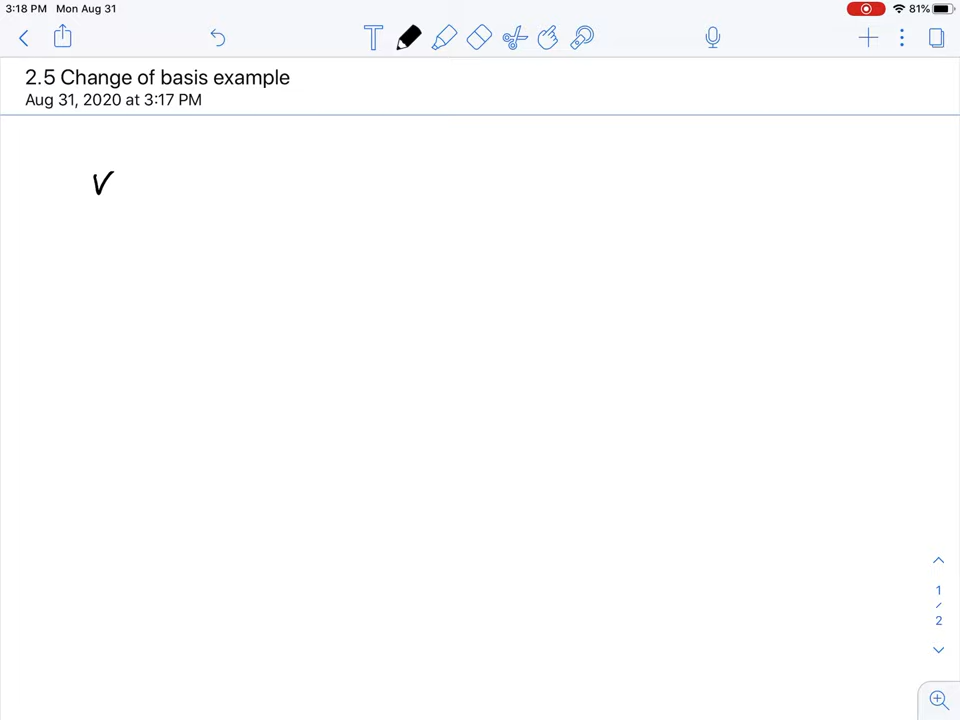 3:18 PM Mon Aug 31 81%
T
2.5 Change of basis example
Aug 31, 2020 at 3:17 PM
V
1
/
2